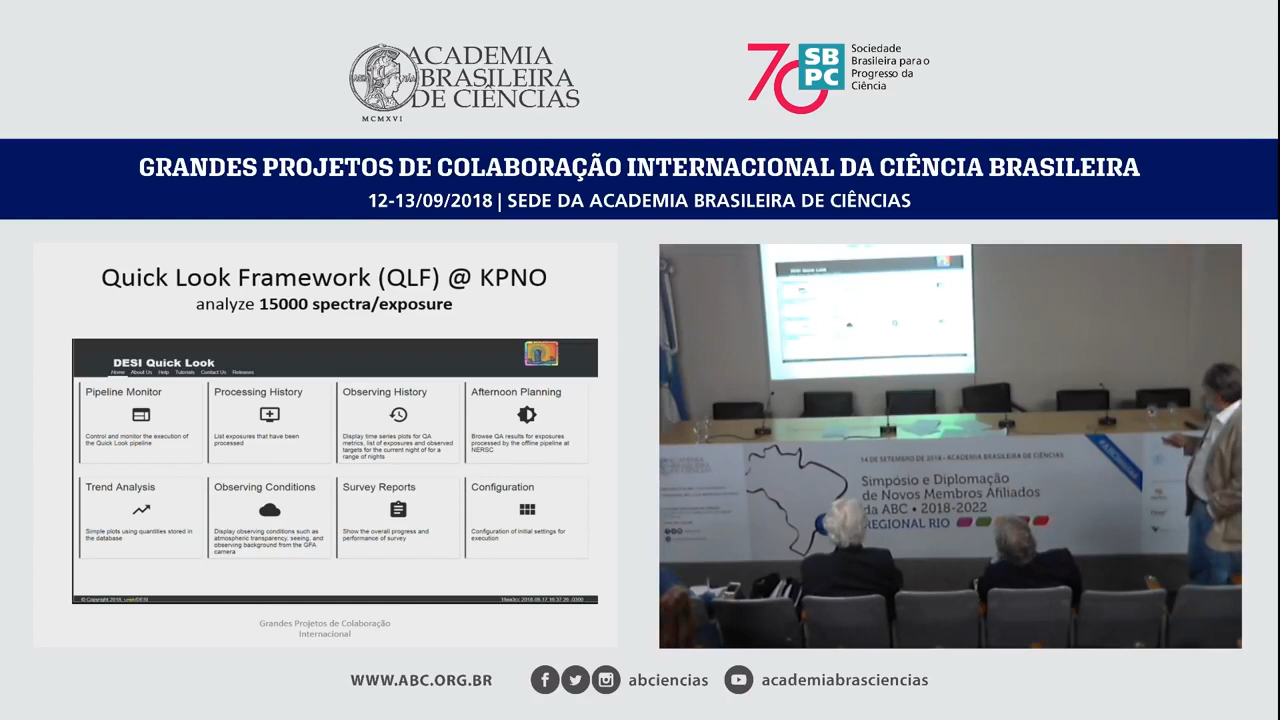 ACADEMIA
BRASILEIRA
DE CIÊNCIAS
MCMXVI
70
SB
PC
Sociedade
Brasileira para o
Progresso da
Ciência
GRANDES PROJETOS DE COLABORAÇÃO INTERNACIONAL DA CIÊNCIA BRASILEIRA
12-13/09/2018 | SEDE DA ACADEMIA BRASILEIRA DE CIÊNCIAS
Quick Look Framework (QLF) @ KPNO
analyze 15000 spectra/exposure
DESI Quick Look
Home About Us Help Tutorials Contact Us Releases
Pipeline Monitor
Control and monitor the execution of
the Quick Look pipeline
Processing History
List exposures that have been
processed
Observing History
Display time series plots for QA
metrics, list of exposures and observed
targets for the current night of for a
range of nights
Afternoon Planning
Browse QA results for exposures
processed by the offline pipeline at
NERSC
Trend Analysis
Simple plots using quantities stored in
the database
Observing Conditions
Display observing conditions such as
atmospheric transparency, seeing, and
observing background from the GFA
camera
Survey Reports
Show the overall progress and
performance of survey
Configuration
Configuration of initial settings for
execution
© Copyright 2018,
Grandes Projetos de Colaboração
Internacional
DESI Quick Look
14 DE SETEMBRO DE 2018 • ACADEMIA BRASILEIRA DE CIÊNCIAS
Simpósio e Diplomação
de Novos Membros Afiliados
da ABC • 2018-2022
REGIONAL RIO
WWW.ABC.ORG.BR
abciencias
academiabrasciencias